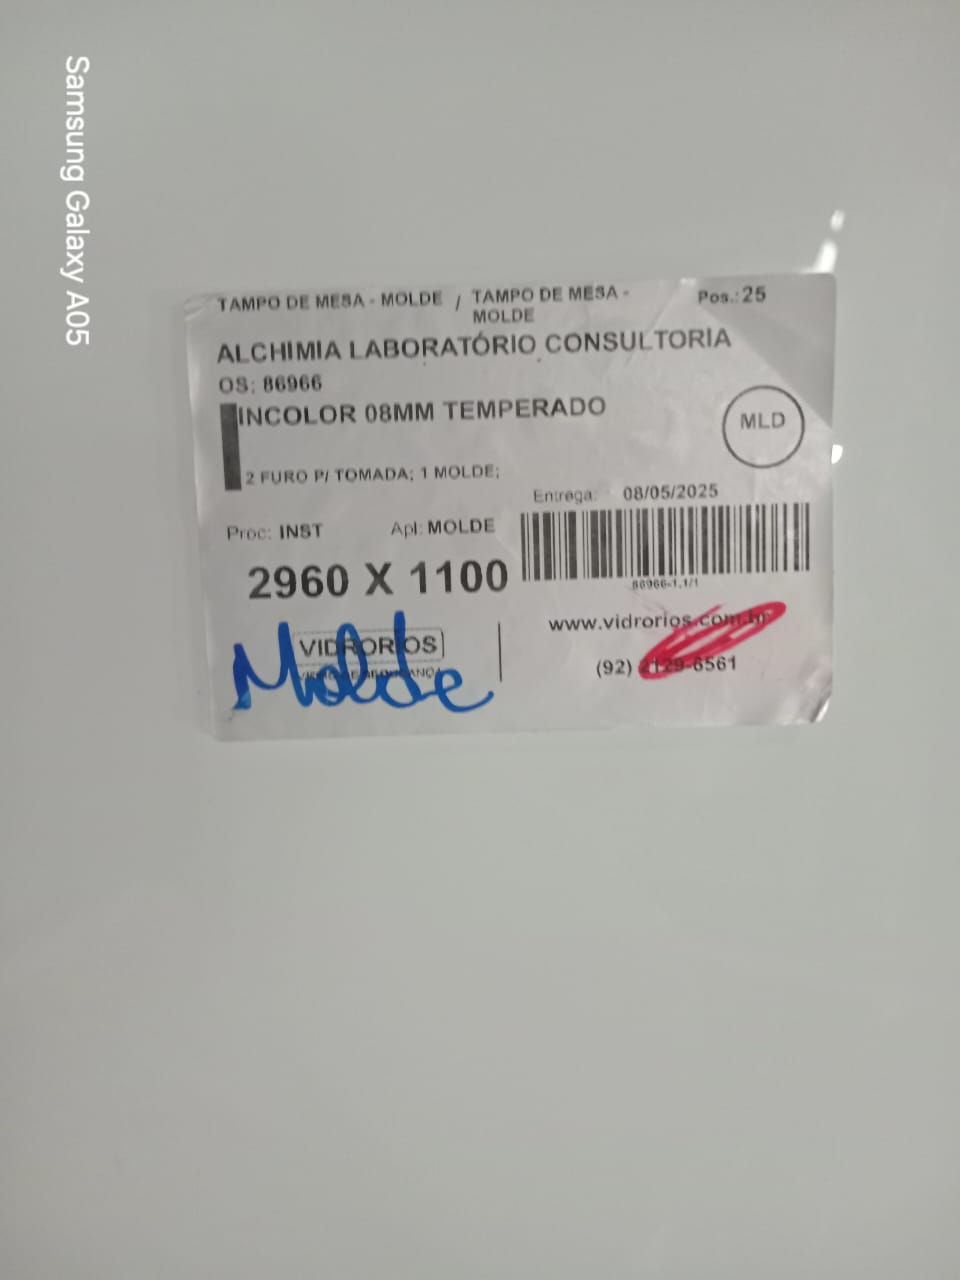 Samsung Galaxy A05
TAMPO DE MESA - MOLDE / TAMPO DE MESA - MOLDE
Pos.: 25
ALCHIMIA LABORATÓRIO CONSULTORIA
OS: 86966
INCOLOR 08MM TEMPERADO
MLD
2 FURO P/ TOMADA; 1 MOLDE;
Entrega: 08/05/2025
Proc: INST Apl: MOLDE
86966-1,1/1
2960 X 1100
www.vidrorios.com.br
VIDRORIOS
(92) 2129-6561
Molde